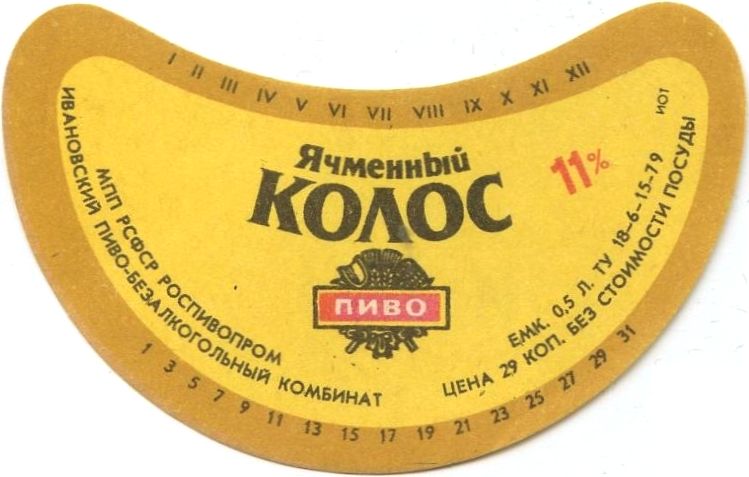 I II III IV V VI VII VIII IX X XI XII
Ячменный
КОЛОС
11%
ПИВО
МПП РСФСР РОСПИВОПРОМ
ИВАНОВСКИЙ ПИВО-БЕЗАЛКОГОЛЬНЫЙ КОМБИНАТ
ЕМК. 0,5 Л. ТУ 18-6-15-79
ЦЕНА 29 КОП. БЕЗ СТОИМОСТИ ПОСУДЫ
ИОТ
1 3 5 7 9 11 13 15 17 19 21 23 25 27 29 31